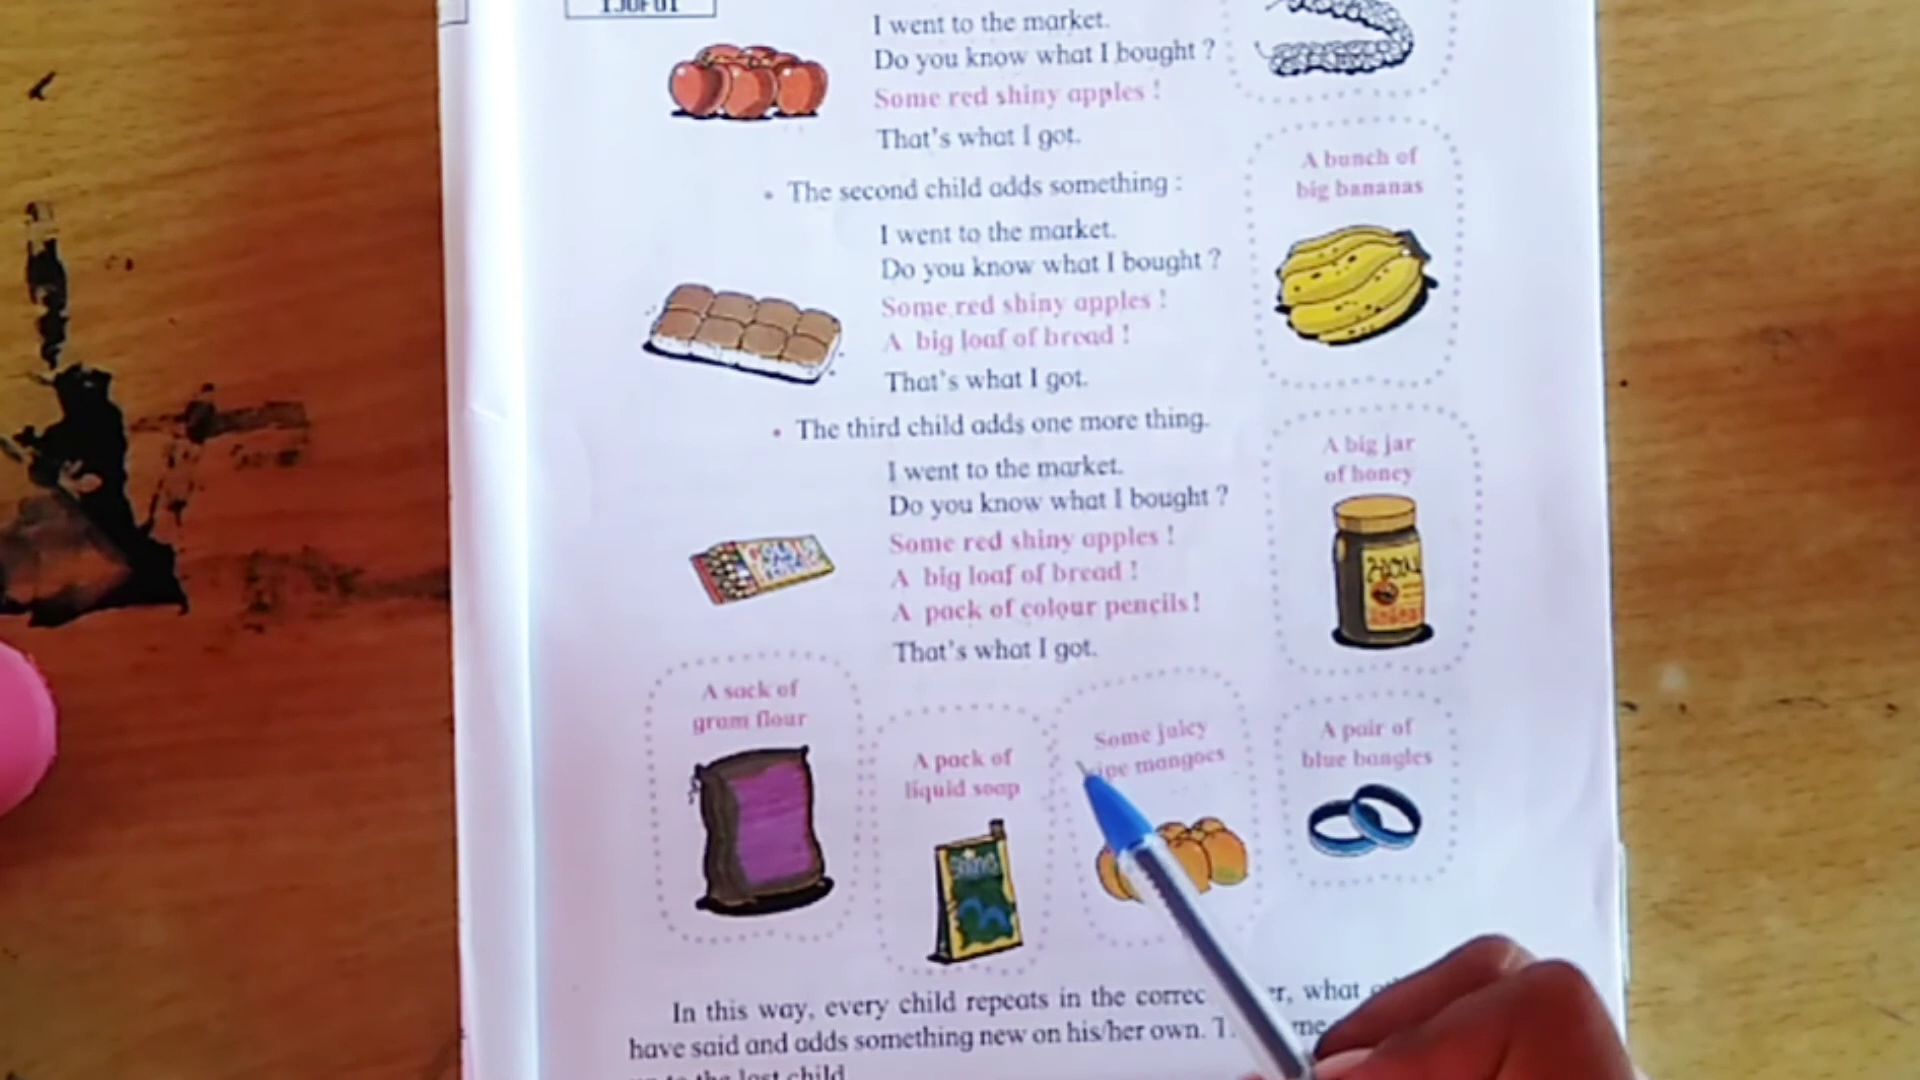 I went to the market.
Do you know what I bought ?
Some red shiny apples !
That's what I got.
• The second child adds something :
I went to the market.
Do you know what I bought ?
Some red shiny apples !
A big loaf of bread !
That's what I got.
• The third child adds one more thing.
I went to the market.
Do you know what I bought ?
Some red shiny apples !
A big loaf of bread !
A pack of colour pencils !
That's what I got.
A bunch of
big bananas
A big jar
of honey
A sack of
gram flour
A pack of
liquid soap
Some juicy
mangoes
A pair of
blue bangles
In this way, every child repeats in the what
have said and adds something new on his/her own.
the last child